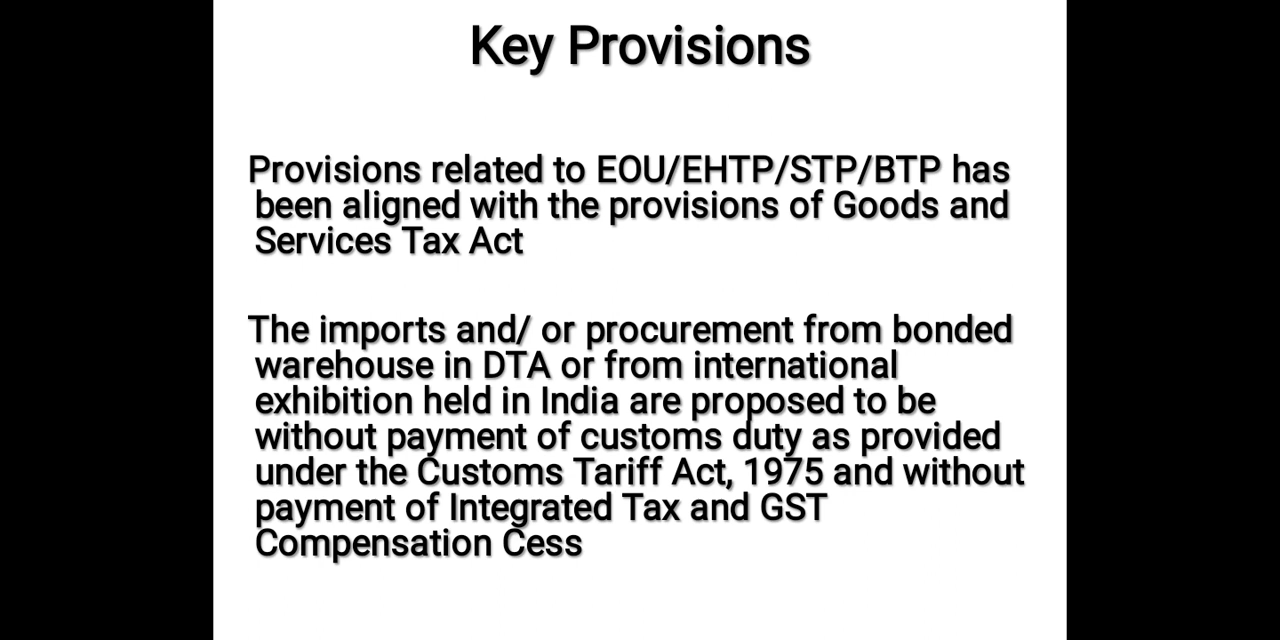 Key Provisions
Provisions related to EOU/EHTP/STP/BTP has
been aligned with the provisions of Goods and
Services Tax Act
The imports and/ or procurement from bonded
warehouse in DTA or from international
exhibition held in India are proposed to be
without payment of customs duty as provided
under the Customs Tariff Act, 1975 and without
payment of Integrated Tax and GST
Compensation Cess